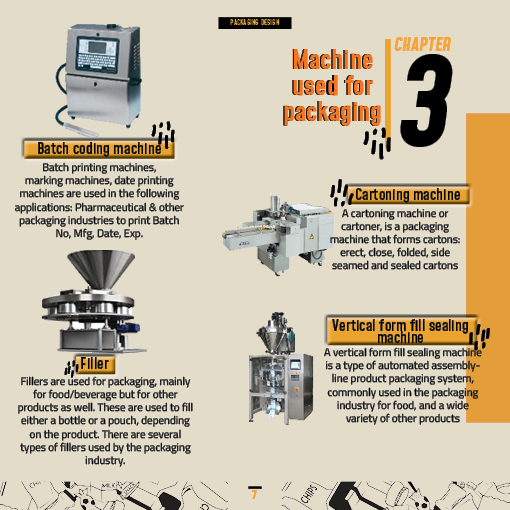 PACKAGING DESIGN
CHAPTER
3
Machine
used for
packaging
Batch coding machine
Batch printing machines,
marking machines, date printing
machines are used in the following
applications: Pharmaceutical & other
packaging industries to print Batch
No, Mfg, Date, Exp.
Cartoning machine
A cartoning machine or
cartoner, is a packaging
machine that forms cartons:
erect, close, folded, side
seamed and sealed cartons
Filler
Fillers are used for packaging, mainly
for food/beverage but for other
products as well. These are used to fill
either a bottle or a pouch, depending
on the product. There are several
types of fillers used by the packaging
industry.
Vertical form fill sealing
machine
A vertical form fill sealing machine
is a type of automated assembly-
line product packaging system,
commonly used in the packaging
industry for food, and a wide
variety of other products
CHIPS
MILK
7
CHIPS